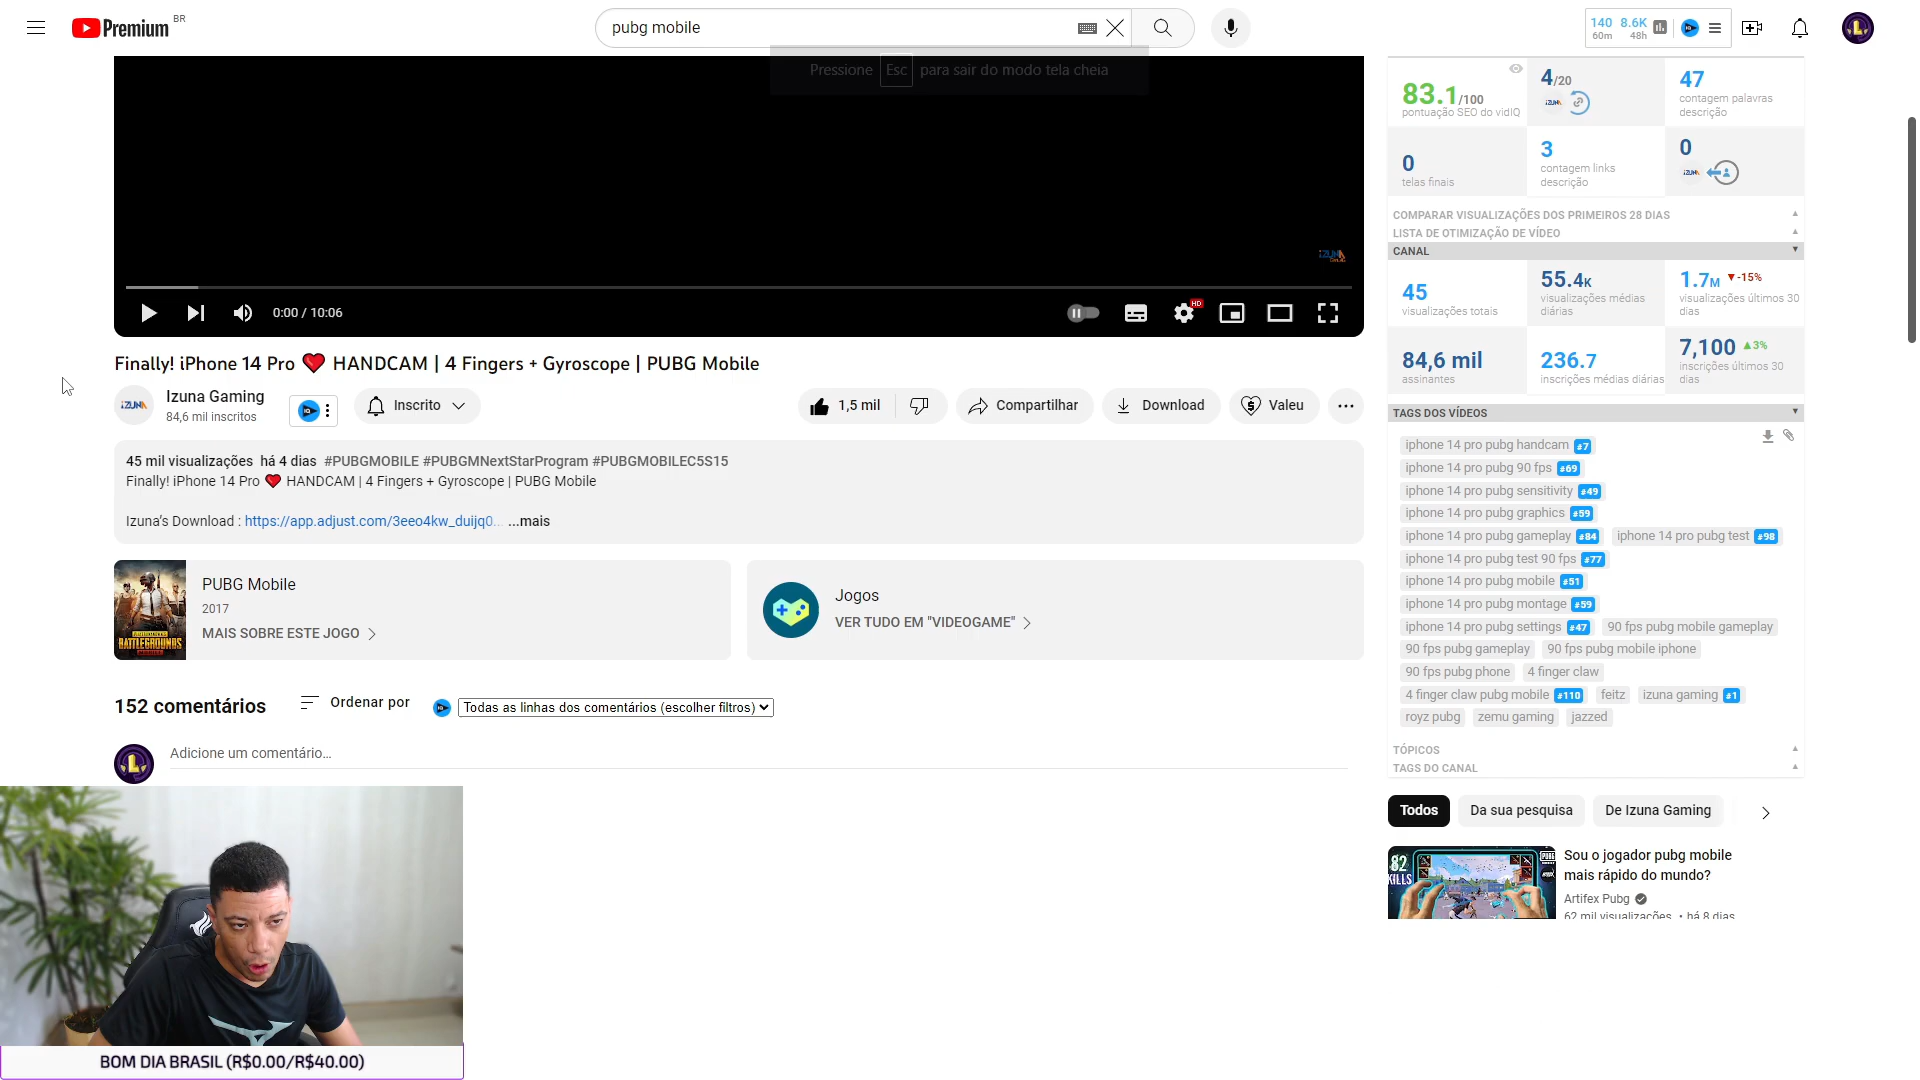 Premium BR
pubg mobile
140 8.6K
60m 48h
Pressione Esc para sair do modo tela cheia
0:00 / 10:06
HD
IZUNA
Finally! iPhone 14 Pro ❤️ HANDCAM | 4 Fingers + Gyroscope | PUBG Mobile
IZUNA
Izuna Gaming
84,6 mil inscritos
Inscrito
1,5 mil
Compartilhar
Download
Valeu
45 mil visualizações há 4 dias #PUBGMOBILE #PUBGMNextStarProgram #PUBGMOBILEC5S15
Finally! iPhone 14 Pro ❤️ HANDCAM | 4 Fingers + Gyroscope | PUBG Mobile
Izuna's Download : https://app.adjust.com/3eeo4kw_duijq0... ...mais
BATTLEGROUNDS
PUBG Mobile
2017
MAIS SOBRE ESTE JOGO
Jogos
VER TUDO EM "VIDEOGAME"
152 comentários
Ordenar por
Todas as linhas dos comentários (escolher filtros)
Adicione um comentário...
83.1/100
pontuação SEO do vidIQ
4/20
IZUNA
47
contagem palavras
descrição
0
telas finais
3
contagem links
descrição
0
IZUNA
COMPARAR VISUALIZAÇÕES DOS PRIMEIROS 28 DIAS
LISTA DE OTIMIZAÇÃO DE VÍDEO
CANAL
45
visualizações totais
55.4K
visualizações médias
diárias
1.7M ▼-15%
visualizações últimos 30
dias
84,6 mil
assinantes
236.7
inscrições médias diárias
7,100 ▲3%
inscrições últimos 30
dias
TAGS DOS VÍDEOS
iphone 14 pro pubg handcam #7
iphone 14 pro pubg 90 fps #69
iphone 14 pro pubg sensitivity #49
iphone 14 pro pubg graphics #59
iphone 14 pro pubg gameplay #84 iphone 14 pro pubg test #98
iphone 14 pro pubg test 90 fps #77
iphone 14 pro pubg mobile #51
iphone 14 pro pubg montage #59
iphone 14 pro pubg settings #47 90 fps pubg mobile gameplay
90 fps pubg gameplay 90 fps pubg mobile iphone
90 fps pubg phone 4 finger claw
4 finger claw pubg mobile #110 feitz izuna gaming #1
royz pubg zemu gaming jazzed
TÓPICOS
TAGS DO CANAL
Todos
Da sua pesquisa
De Izuna Gaming
82
KILLS
Sou o jogador pubg mobile
mais rápido do mundo?
Artifex Pubg
62 mil visualizações • há 8 dias
BOM DIA BRASIL (R$0.00/R$40.00)